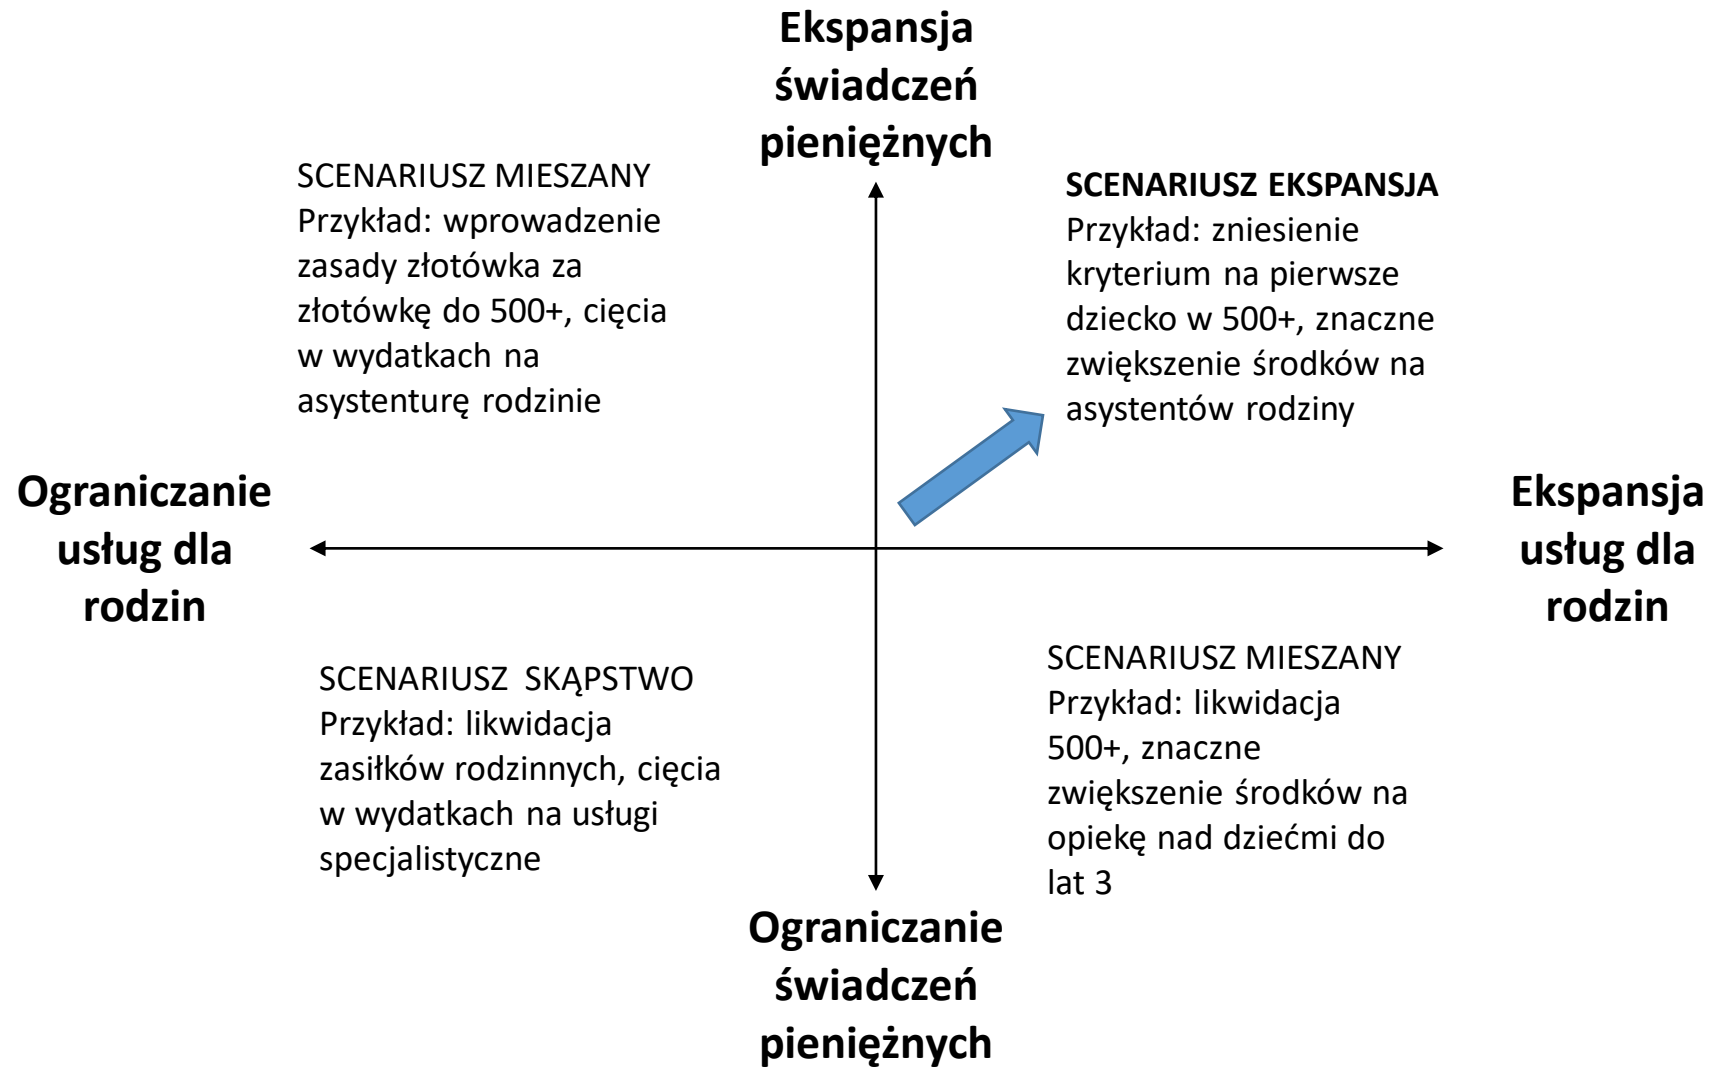 Ekspansja
świadczeń
pieniężnych
SCENARIUSZ MIESZANY
Przykład: wprowadzenie
zasady złotówka za
złotówkę do 500+, cięcia
w wydatkach na
asystenturę rodzinie
SCENARIUSZ EKSPANSJA
Przykład: zniesienie
kryterium na pierwsze
dziecko w 500+, znaczne
zwiększenie środków na
asystentów rodziny
Ograniczanie
usług dla
rodzin
Ekspansja
usług dla
rodzin
SCENARIUSZ SKĄPSTWO
Przykład: likwidacja
zasiłków rodzinnych, cięcia
w wydatkach na usługi
specjalistyczne
SCENARIUSZ MIESZANY
Przykład: likwidacja
500+, znaczne
zwiększenie środków na
opiekę nad dziećmi do
lat 3
Ograniczanie
świadczeń
pieniężnych